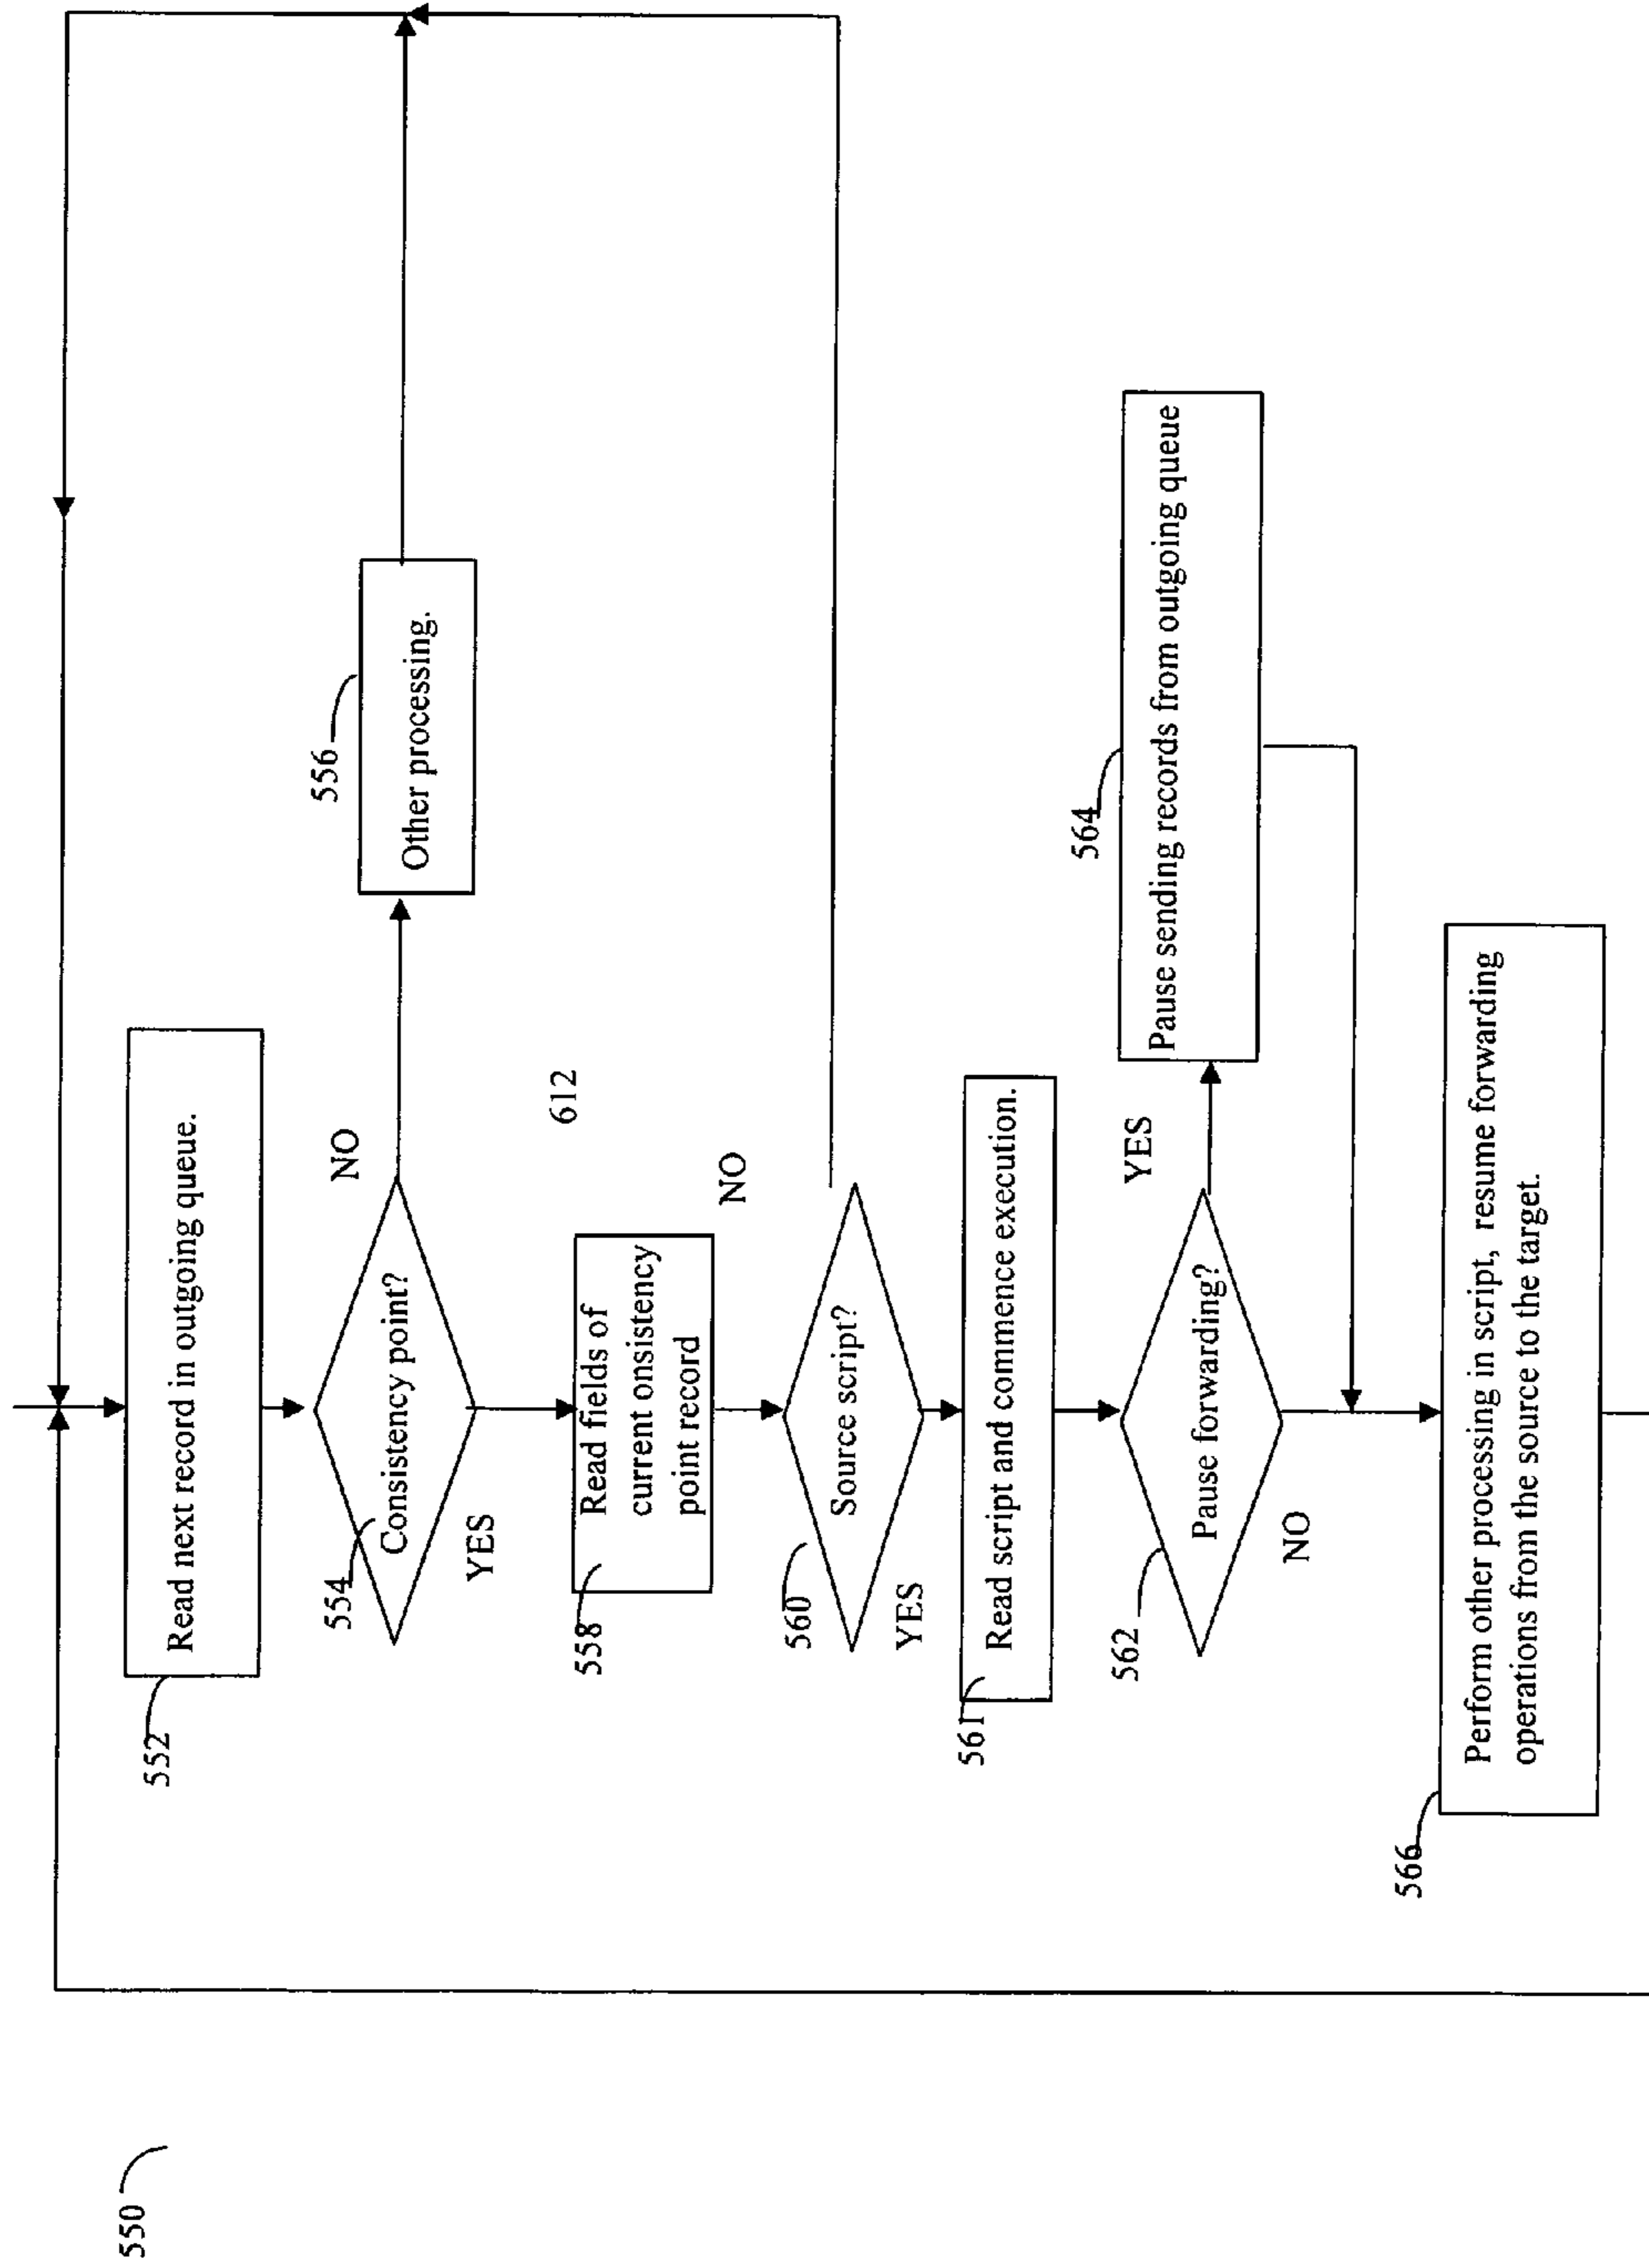 550
552
Read next record in outgoing queue.
554
Consistency point?
NO
556
Other processing.
YES
612
558
Read fields of
current onsistency
point record
NO
560
Source script?
YES
561
Read script and commence execution.
562
Pause forwarding?
YES
564
Pause sending records from outgoing queue
NO
566
Perform other processing in script, resume forwarding
operations from the source to the target.